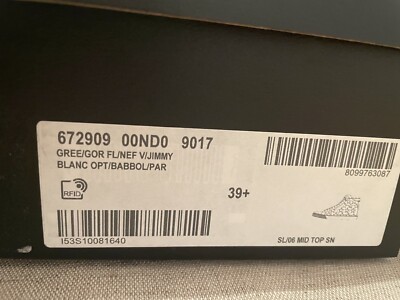 672909 00ND0 9017
GREE/GOR FL/NEF V/JIMMY
BLANC OPT/BABBOL/PAR
8099763087
RFID
39+
I53S10081640
SL/06 MID TOP SN